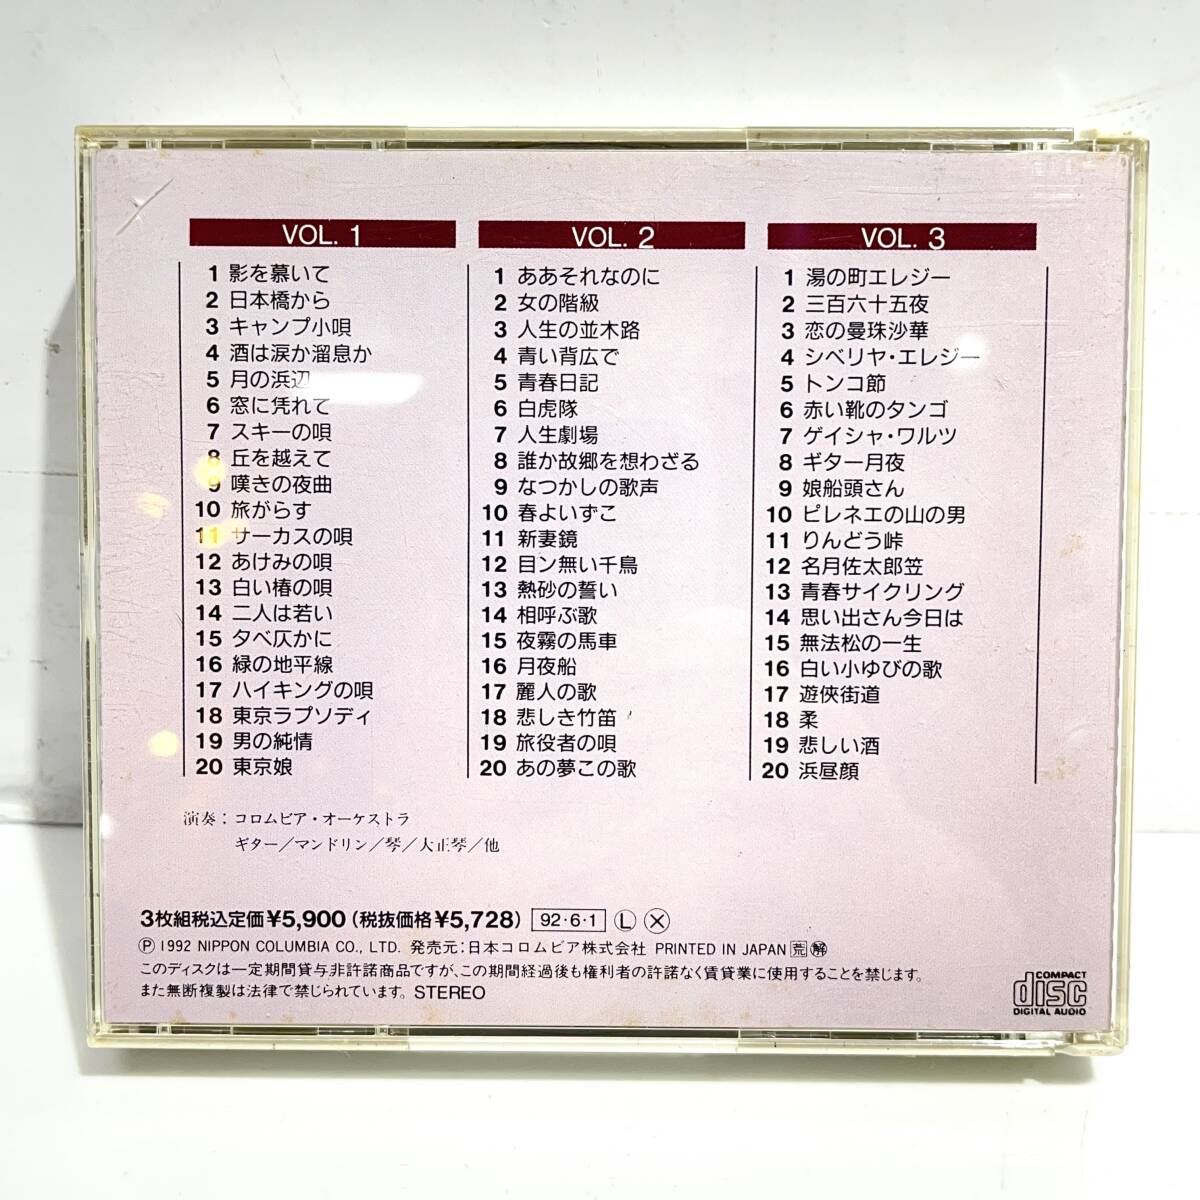 VOL. 1
1 影を慕いて
2 日本橋から
3 キャンプ小唄
4 酒は涙か溜息か
5 月の浜辺
6 窓に凭れて
7 スキーの唄
8 丘を越えて
9 嘆きの夜曲
10 旅がらす
11 サーカスの唄
12 あけみの唄
13 白い椿の唄
14 二人は若い
15 夕べ仄かに
16 緑の地平線
17 ハイキングの唄
18 東京ラプソディ
19 男の純情
20 東京娘
VOL. 2
1 ああそれなのに
2 女の階級
3 人生の並木路
4 青い背広で
5 青春日記
6 白虎隊
7 人生劇場
8 誰か故郷を想わざる
9 なつかしの歌声
10 春よいずこ
11 新妻鏡
12 目ン無い千鳥
13 熱砂の誓い
14 相呼ぶ歌
15 夜霧の馬車
16 月夜船
17 麗人の歌
18 悲しき竹笛
19 旅役者の唄
20 あの夢この歌
VOL. 3
1 湯の町エレジー
2 三百六十五夜
3 恋の曼珠沙華
4 シベリヤ・エレジー
5 トンコ節
6 赤い靴のタンゴ
7 ゲイシャ・ワルツ
8 ギター月夜
9 娘船頭さん
10 ピレネエの山の男
11 りんどう峠
12 名月佐太郎笠
13 青春サイクリング
14 思い出さん今日は
15 無法松の一生
16 白い小ゆびの歌
17 遊侠街道
18 柔
19 悲しい酒
20 浜昼顔
演奏：コロムビア・オーケストラ
ギター／マンドリン／琴／大正琴／他
3枚組税込定価¥5,900（税抜価格¥5,728） 92・6・1 Ⓛ Ⓧ
Ⓟ 1992 NIPPON COLUMBIA CO., LTD. 発売元：日本コロムビア株式会社 PRINTED IN JAPAN 荒 解
このディスクは一定期間貸与非許諾商品ですが、この期間経過後も権利者の許諾なく賃貸業に使用することを禁じます。
また無断複製は法律で禁じられています。 STEREO
COMPACT
disc
DIGITAL AUDIO